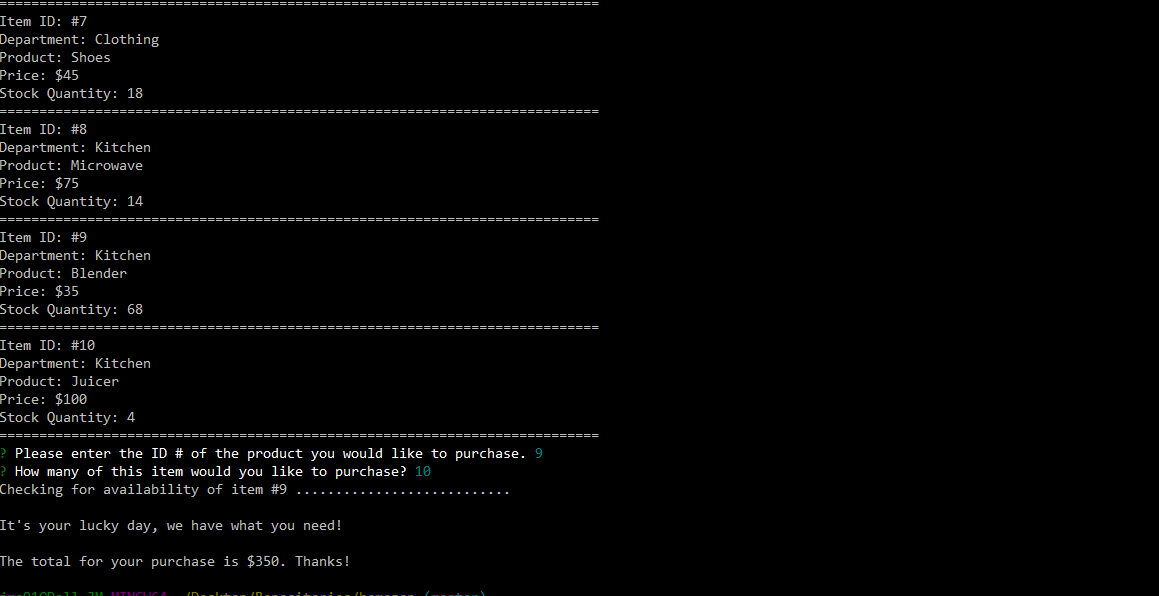 ===========================================================================
Item ID: #7
Department: Clothing
Product: Shoes
Price: $45
Stock Quantity: 18
===========================================================================
Item ID: #8
Department: Kitchen
Product: Microwave
Price: $75
Stock Quantity: 14
===========================================================================
Item ID: #9
Department: Kitchen
Product: Blender
Price: $35
Stock Quantity: 68
===========================================================================
Item ID: #10
Department: Kitchen
Product: Juicer
Price: $100
Stock Quantity: 4
===========================================================================
? Please enter the ID # of the product you would like to purchase. 9
? How many of this item would you like to purchase? 10
Checking for availability of item #9 ...........................
It's your lucky day, we have what you need!
The total for your purchase is $350. Thanks!